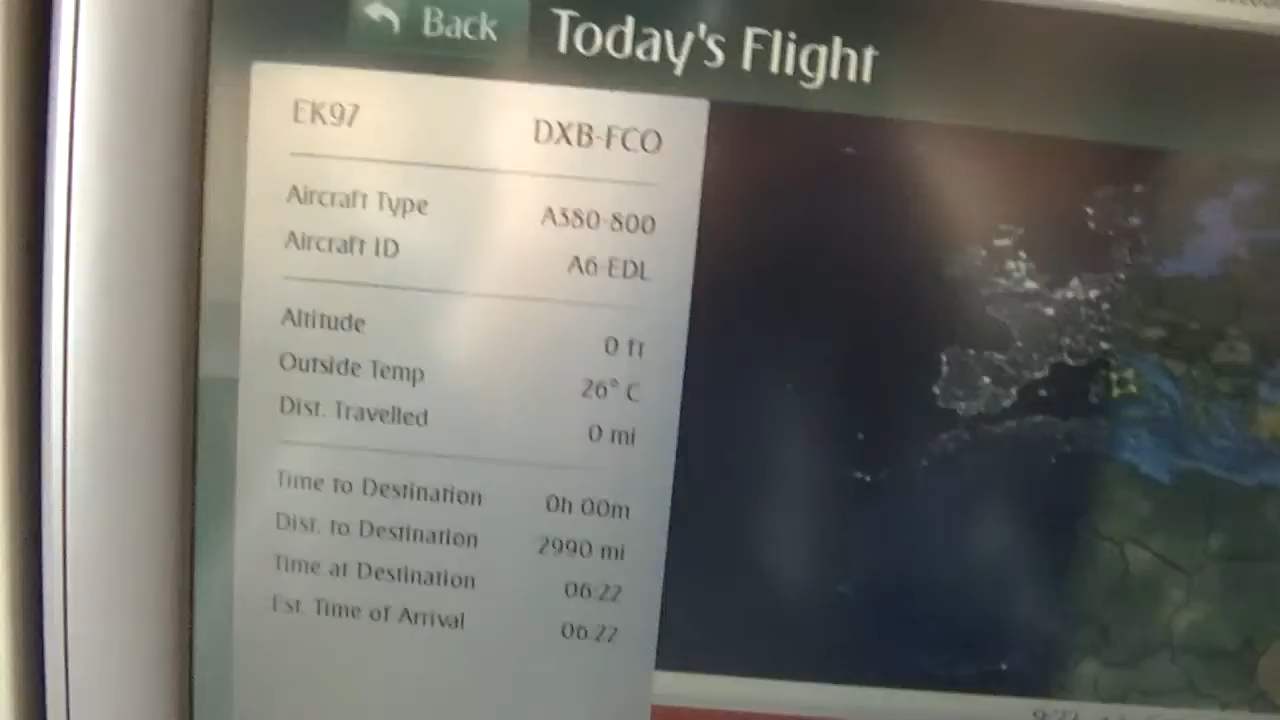 Back
Today's Flight
EK97 DXB-FCO
Aircraft Type A380-800
Aircraft ID A6-EDL
Altitude 0 ft
Outside Temp 26° C
Dist. Travelled 0 mi
Time to Destination 0h 00m
Dist. to Destination 2990 mi
Time at Destination 06:22
Est. Time of Arrival 06:22